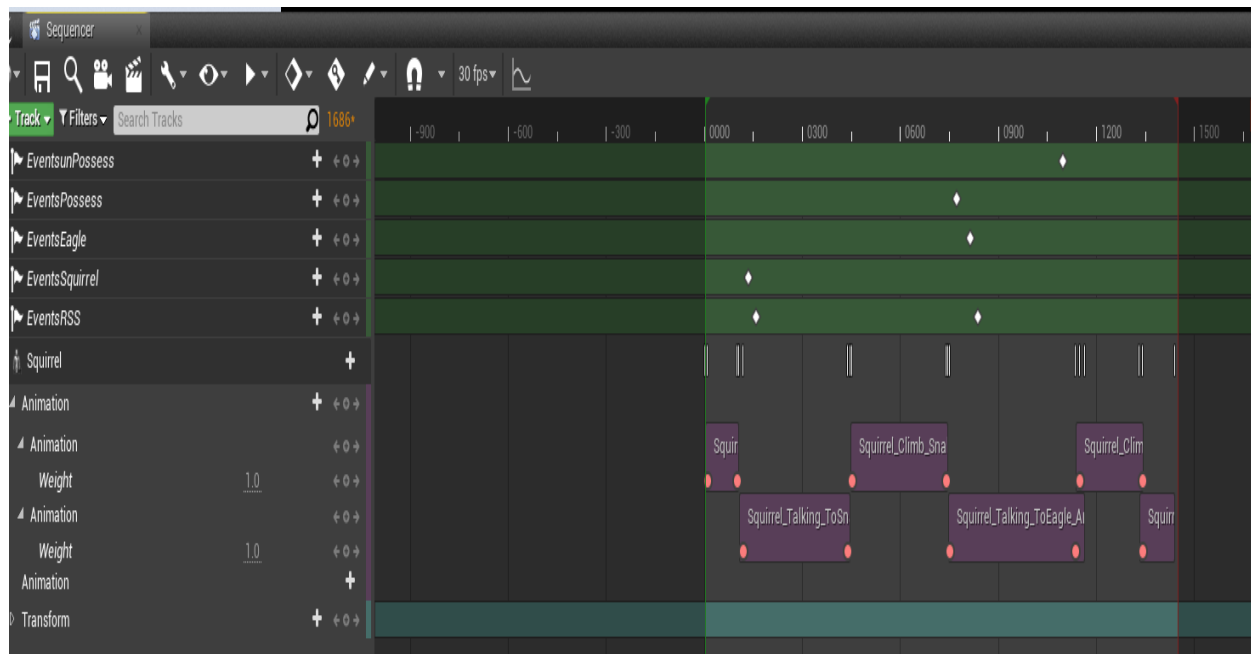 Sequencer
30 fps
Track Filters Search Tracks 1686*
-900 -600 -300 0000 0300 0600 0900 1200 1500
EventsunPossess
EventsPossess
EventsEagle
EventsSquirrel
EventsRSS
Squirrel
Animation
Animation Squir Squirrel_Climb_Sna Squirrel_Clim
Weight 1.0
Animation Squirrel_Talking_ToSn Squirrel_Talking_ToEagle_A Squirr
Weight 1.0
Animation
Transform